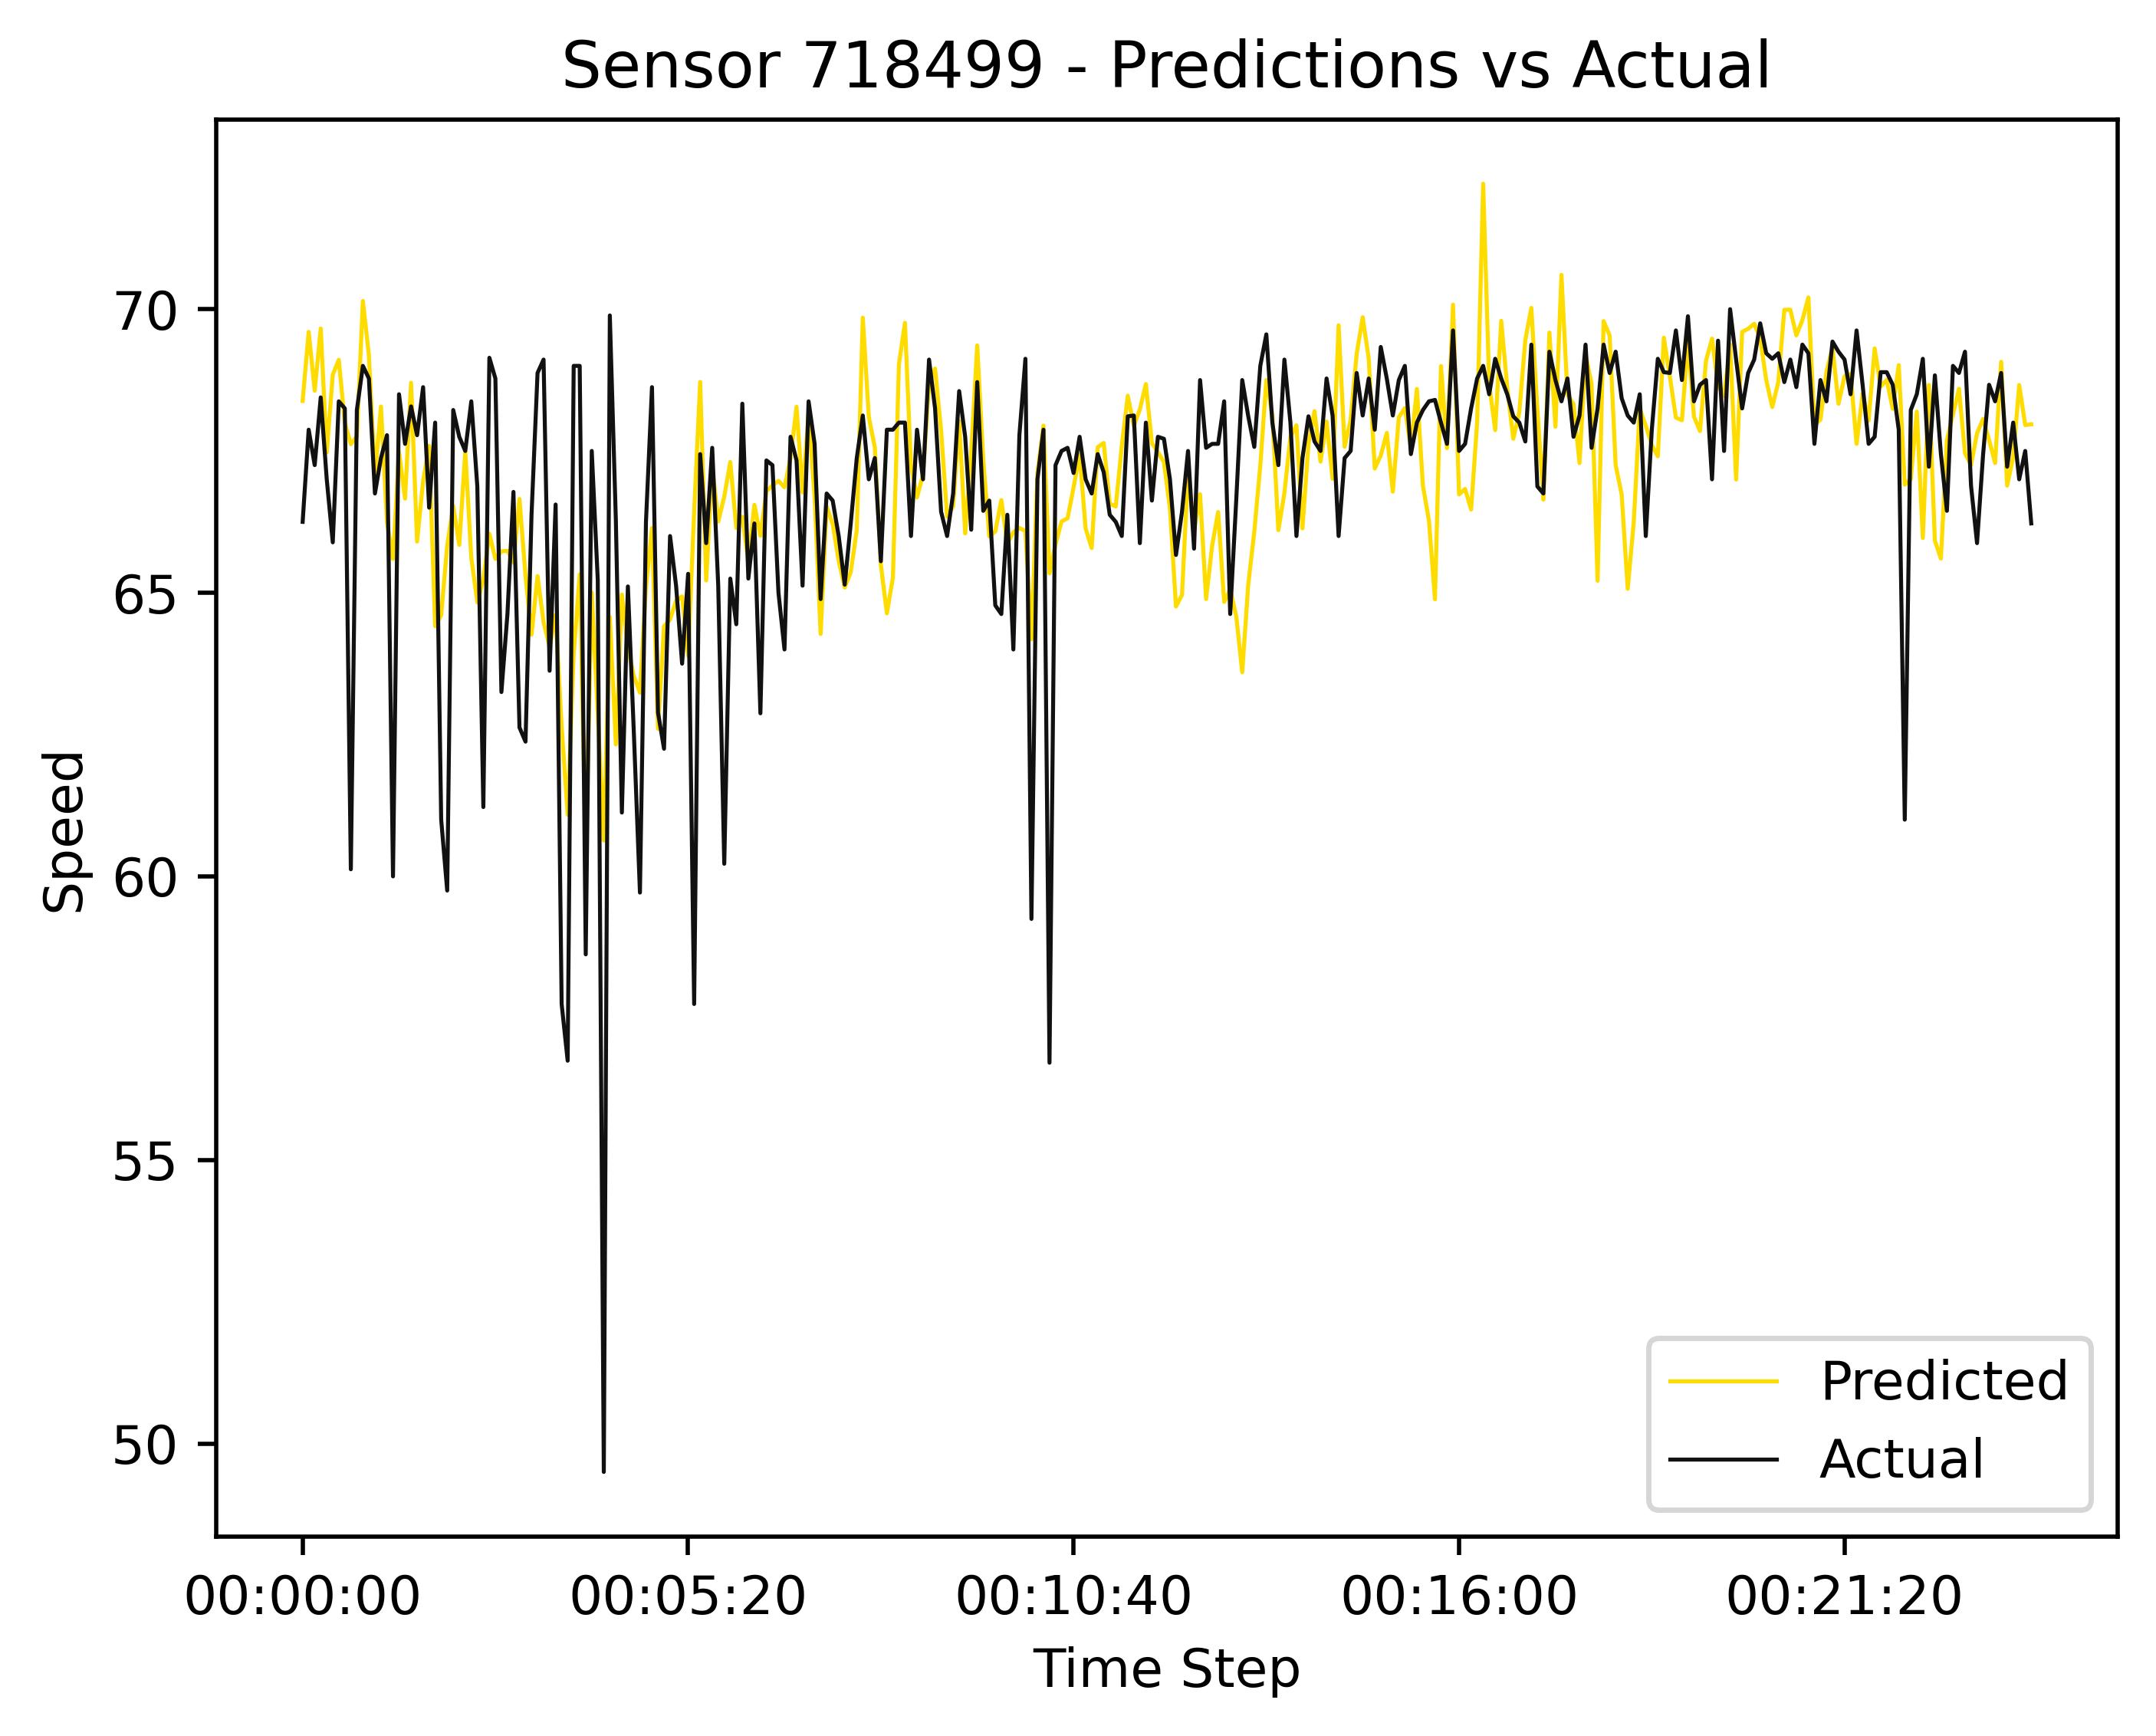 Sensor 718499 - Predictions vs Actual
70
65
60
55
50
Speed
Predicted
Actual
00:00:00 00:05:20 00:10:40 00:16:00 00:21:20
Time Step